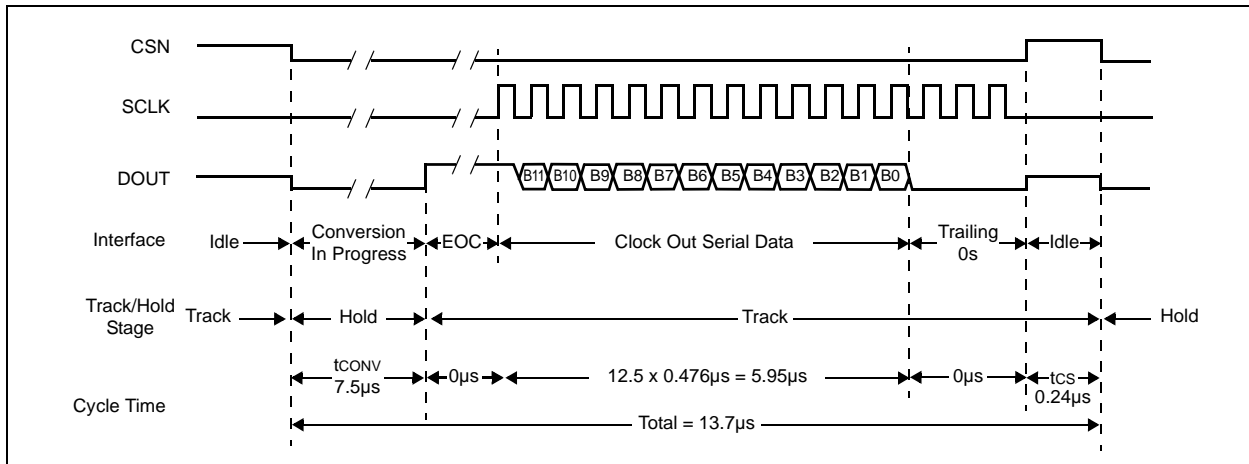 CSN
SCLK
DOUT
B11 B10 B9 B8 B7 B6 B5 B4 B3 B2 B1 B0
Interface Idle Conversion In Progress EOC Clock Out Serial Data Trailing 0s Idle
Track/Hold Stage Track Hold Track Hold
Cycle Time tCONV 7.5µs 0µs 12.5 x 0.476µs = 5.95µs 0µs tCS 0.24µs
Total = 13.7µs